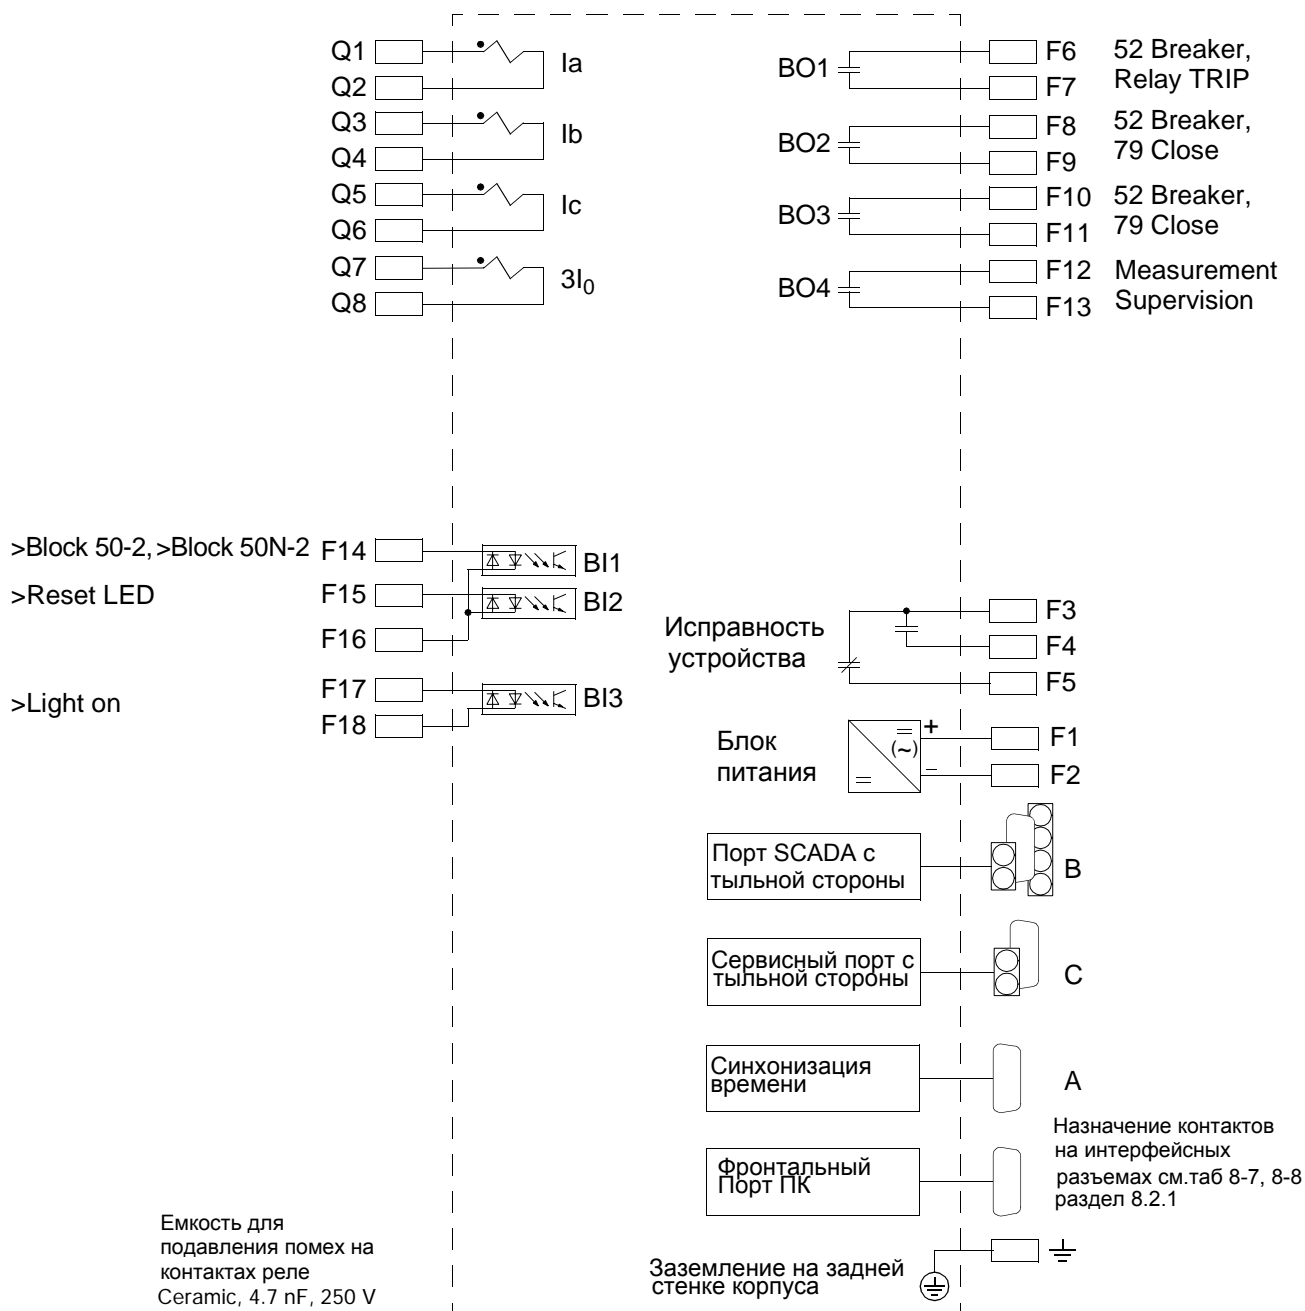 Q1
Q2
Ia
Q3
Q4
Ib
Q5
Q6
Ic
Q7
Q8
3I0
BO1
F6
F7
52 Breaker,
Relay TRIP
BO2
F8
F9
52 Breaker,
79 Close
BO3
F10
F11
52 Breaker,
79 Close
BO4
F12
F13
Measurement
Supervision
>Block 50-2, >Block 50N-2
F14
BI1
>Reset LED
F15
BI2
F16
>Light on
F17
F18
BI3
Исправность
устройства
F3
F4
F5
Блок
питания
(~)
+
−
F1
F2
Порт SCADA с
тыльной стороны
B
Сервисный порт с
тыльной стороны
C
Синхонизация
времени
A
Назначение контактов
на интерфейсных
разъемах см.таб 8-7, 8-8
раздел 8.2.1
Фронтальный
Порт ПК
Заземление на задней
стенке корпуса
Емкость для
подавления помех на
контактах реле
Ceramic, 4.7 nF, 250 V